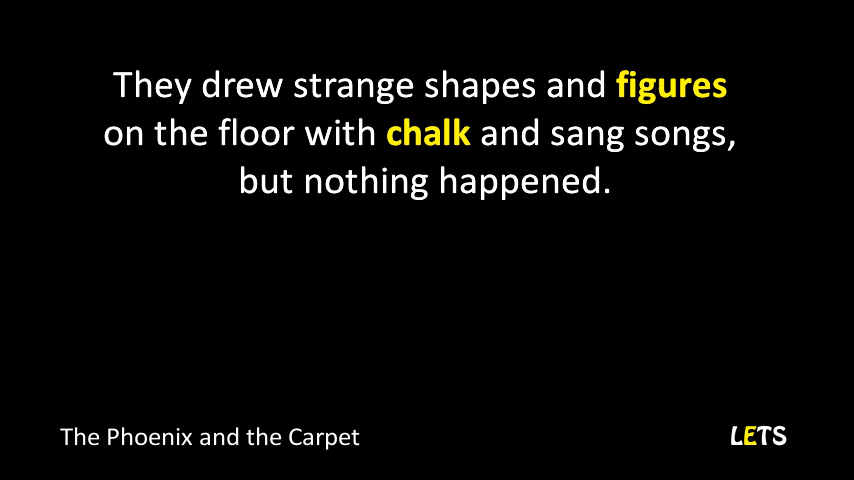 They drew strange shapes and figures
on the floor with chalk and sang songs,
but nothing happened.
The Phoenix and the Carpet
LETS